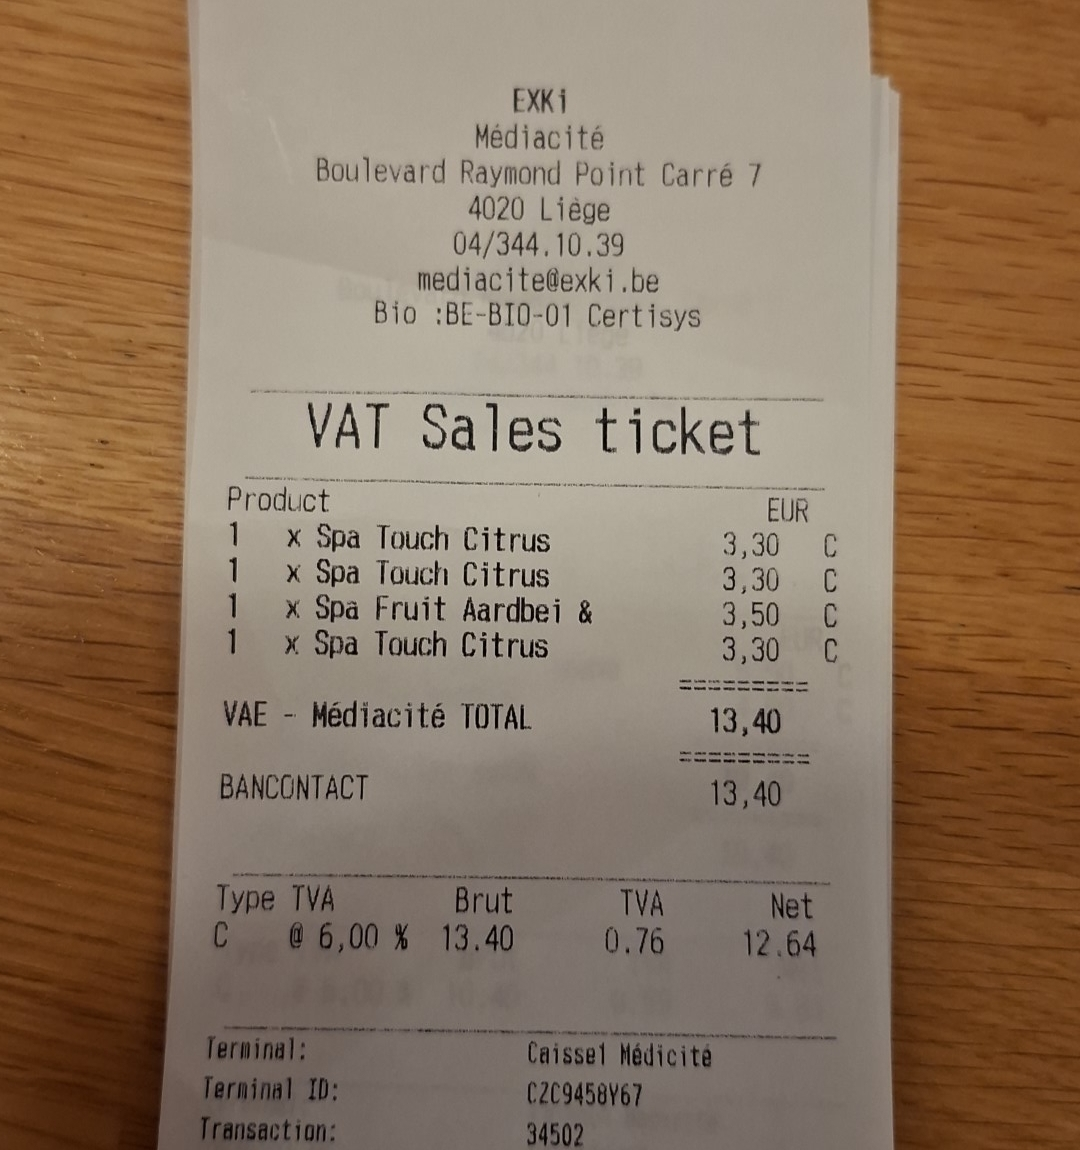 EXKi
Médiacité
Boulevard Raymond Point Carré 7
4020 Liège
04/344.10.39
mediacite@exki.be
Bio :BE-BIO-01 Certisys
VAT Sales ticket
Product EUR
1 x Spa Touch Citrus 3,30 C
1 x Spa Touch Citrus 3,30 C
1 x Spa Fruit Aardbei & 3,50 C
1 x Spa Touch Citrus 3,30 C
=========
VAE - Médiacité TOTAL 13,40
=========
BANCONTACT 13,40
Type TVA Brut TVA Net
C @ 6,00 % 13.40 0.76 12.64
Terminal: Caisse1 Médicité
Terminal ID: CZC9458Y67
Transaction: 34502